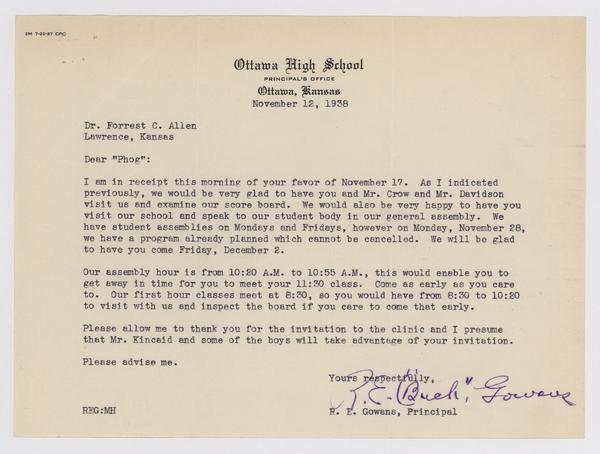 2M 7-20-37 CPC
Ottawa High School
PRINCIPAL'S OFFICE
Ottawa, Kansas
November 12, 1938
Dr. Forrest C. Allen
Lawrence, Kansas
Dear "Phog":
I am in receipt this morning of your favor of November 17. As I indicated
previously, we would be very glad to have you and Mr. Crow and Mr. Davidson
visit us and examine our score board. We would also be very happy to have you
visit our school and speak to our student body in our general assembly. We
have student assemblies on Mondays and Fridays, however on Monday, November 28,
we have a program already planned which cannot be cancelled. We will be glad
to have you come Friday, December 2.
Our assembly hour is from 10:20 A.M. to 10:55 A.M., this would enable you to
get away in time for you to meet your 11:30 class. Come as early as you care
to. Our first hour classes meet at 8:30, so you would have from 8:30 to 10:20
to visit with us and inspect the board if you care to come that early.
Please allow me to thank you for the invitation to the clinic and I presume
that Mr. Kincaid and some of the boys will take advantage of your invitation.
Please advise me.
Yours respectfully,
R. E. "Buck" Gowans
REG:MH R. E. Gowans, Principal